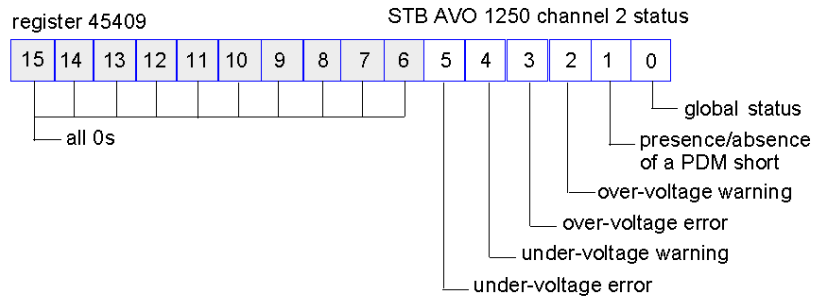 register 45409
STB AVO 1250 channel 2 status
15 14 13 12 11 10 9 8 7 6 5 4 3 2 1 0
global status
all 0s
presence/absence
of a PDM short
over-voltage warning
over-voltage error
under-voltage warning
under-voltage error